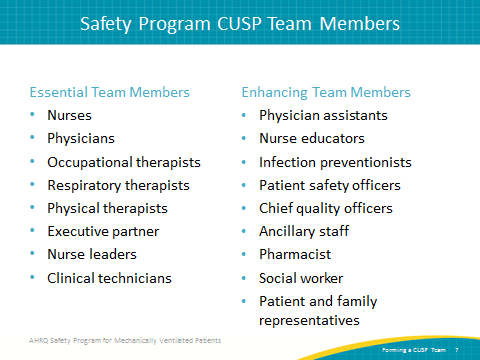 Safety Program CUSP Team Members
Essential Team Members
• Nurses
• Physicians
• Occupational therapists
• Respiratory therapists
• Physical therapists
• Executive partner
• Nurse leaders
• Clinical technicians
Enhancing Team Members
• Physician assistants
• Nurse educators
• Infection preventionists
• Patient safety officers
• Chief quality officers
• Ancillary staff
• Pharmacist
• Social worker
• Patient and family
representatives
AHRQ Safety Program for Mechanically Ventilated Patients
Forming a CUSP Team 7